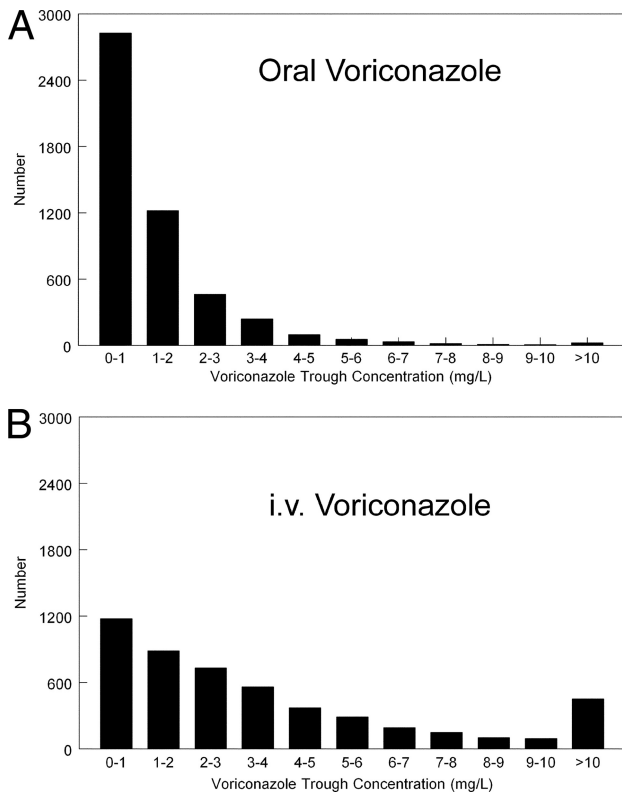 A
3000
2400
1800
1200
600
0
Number
Oral Voriconazole
0-1 1-2 2-3 3-4 4-5 5-6 6-7 7-8 8-9 9-10 >10
Voriconazole Trough Concentration (mg/L)
B
3000
2400
1800
1200
600
0
Number
i.v. Voriconazole
0-1 1-2 2-3 3-4 4-5 5-6 6-7 7-8 8-9 9-10 >10
Voriconazole Trough Concentration (mg/L)